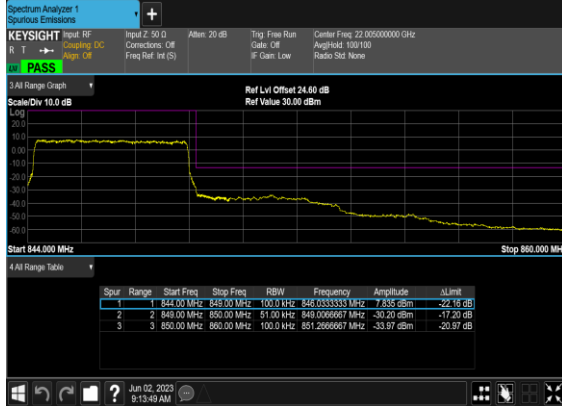 Spectrum Analyzer 1
Spurious Emissions
+
KEYSIGHT Input: RF Input Z: 50 Ω Atten: 20 dB Trig: Free Run Center Freq: 22.005000000 GHz
R T Coupling: DC Corrections: Off Gate: Off Avg|Hold: 100/100
Align: Off Freq Ref: Int (S) IF Gain: Low Radio Std: None
PASS
3 All Range Graph
Ref Lvl Offset 24.60 dB
Scale/Div 10.0 dB Ref Value 30.00 dBm
Log
20.0
10.0
0.00
-10.0
-20.0
-30.0
-40.0
-50.0
-60.0
Start 844.000 MHz Stop 860.000 MH
4 All Range Table
Spur Range Start Freq Stop Freq RBW Frequency Amplitude ΔLimit
1 1 844.00 MHz 849.00 MHz 100.0 kHz 846.0333333 MHz 7.835 dBm -22.16 dB
2 2 849.00 MHz 850.00 MHz 51.00 kHz 849.0066667 MHz -30.20 dBm -17.20 dB
3 3 850.00 MHz 860.00 MHz 100.0 kHz 851.2666667 MHz -33.97 dBm -20.97 dB
? Jun 02, 2023
9:13:49 AM